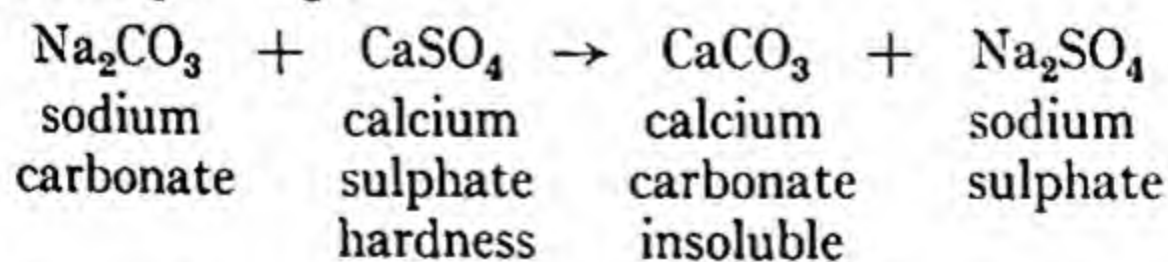 Na₂CO₃ + CaSO₄ → CaCO₃ + Na₂SO₄
sodium calcium calcium sodium
carbonate sulphate carbonate sulphate
hardness insoluble